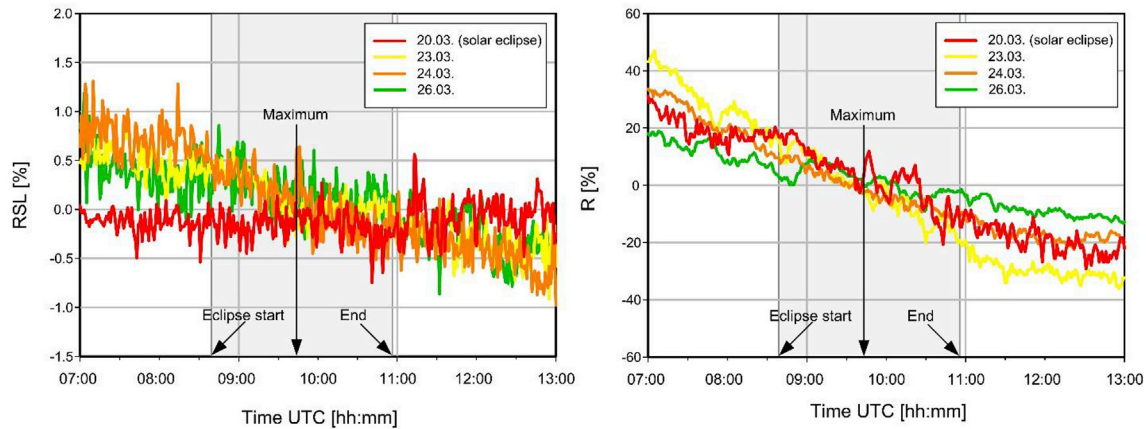 2.0
1.5
1.0
0.5
0.0
-0.5
-1.0
-1.5
RSL [%]
20.03. (solar eclipse)
23.03.
24.03.
26.03.
Maximum
Eclipse start
End
07:00 08:00 09:00 10:00 11:00 12:00 13:00
Time UTC [hh:mm]
60
40
20
0
-20
-40
-60
R [%]
20.03. (solar eclipse)
23.03.
24.03.
26.03.
Maximum
Eclipse start
End
07:00 08:00 09:00 10:00 11:00 12:00 13:00
Time UTC [hh:mm]